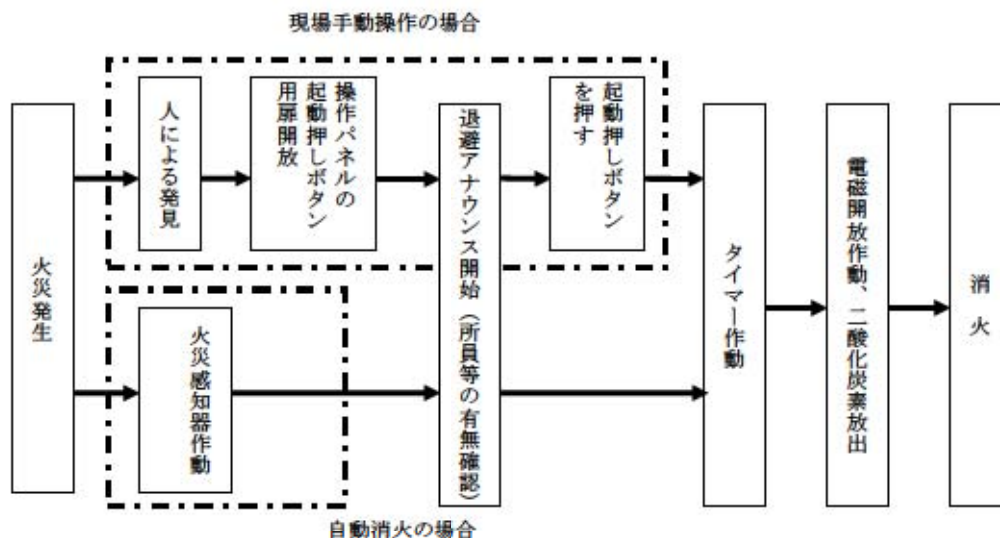 現場手動操作の場合
火災発生
人による発見
操作パネルの
起動押しボタン
用扉開放
退避アナウンス開始（所員等の有無確認）
起動押しボタン
を押す
タイマー作動
電磁開放作動、二酸化炭素放出
消火
火災感知器作動
自動消火の場合